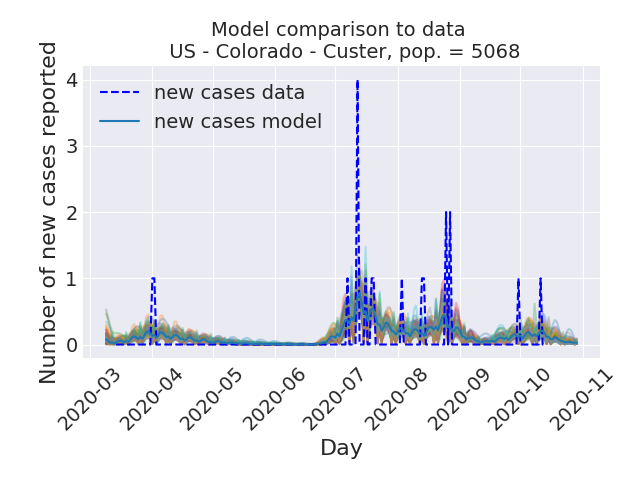 Model comparison to data
US - Colorado - Custer, pop. = 5068
Number of new cases reported
4
3
2
1
0
new cases data
new cases model
2020-03
2020-04
2020-05
2020-06
2020-07
2020-08
2020-09
2020-10
2020-11
Day